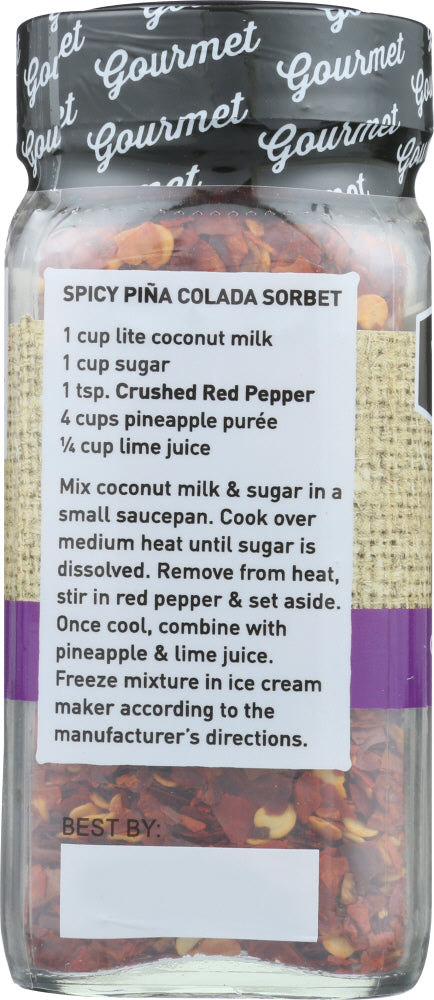 Gourmet
Gourmet
Gourmet
Gourmet
Gourmet
SPICY PIÑA COLADA SORBET
1 cup lite coconut milk
1 cup sugar
1 tsp. Crushed Red Pepper
4 cups pineapple purée
¼ cup lime juice
Mix coconut milk & sugar in a
small saucepan. Cook over
medium heat until sugar is
dissolved. Remove from heat,
stir in red pepper & set aside.
Once cool, combine with
pineapple & lime juice.
Freeze mixture in ice cream
maker according to the
manufacturer's directions.
BEST BY: